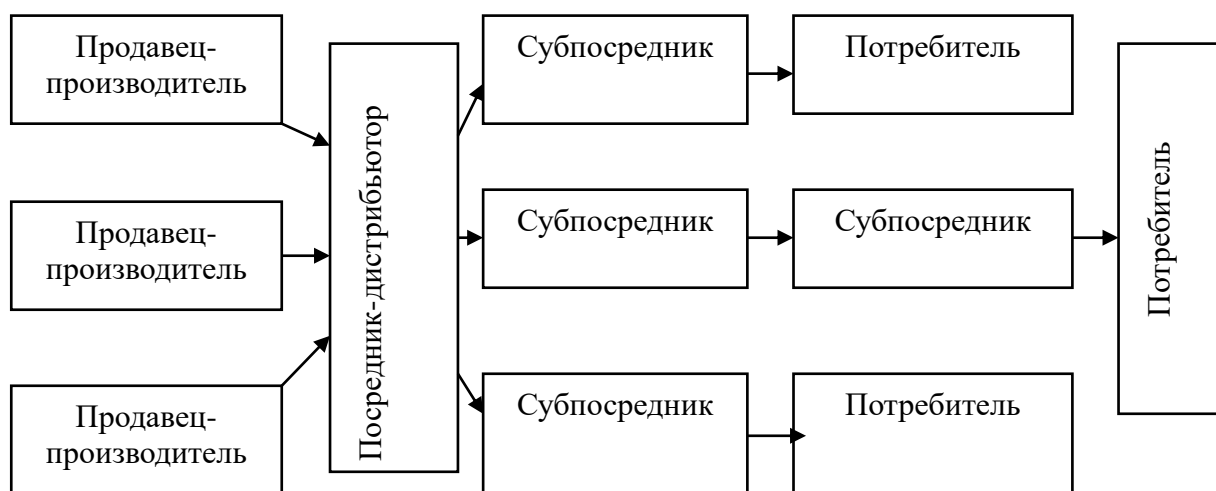 Продавец-
производитель
Посредник-дистрибьютор
Субпосредник
Потребитель
Потребитель
Продавец-
производитель
Субпосредник
Субпосредник
Продавец-
производитель
Субпосредник
Потребитель